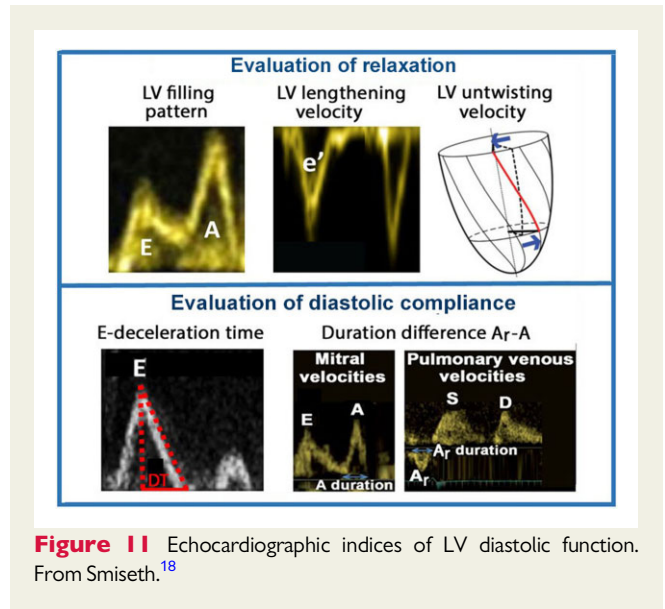 Evaluation of relaxation
LV filling
pattern
LV lengthening
velocity
LV untwisting
velocity
E
A
e’
Evaluation of diastolic compliance
E-deceleration time
Duration difference Ar-A
E
DT
Mitral
velocities
E
A
A duration
Pulmonary venous
velocities
S
D
Ar duration
Ar
Figure 11 Echocardiographic indices of LV diastolic function.
From Smiseth.18